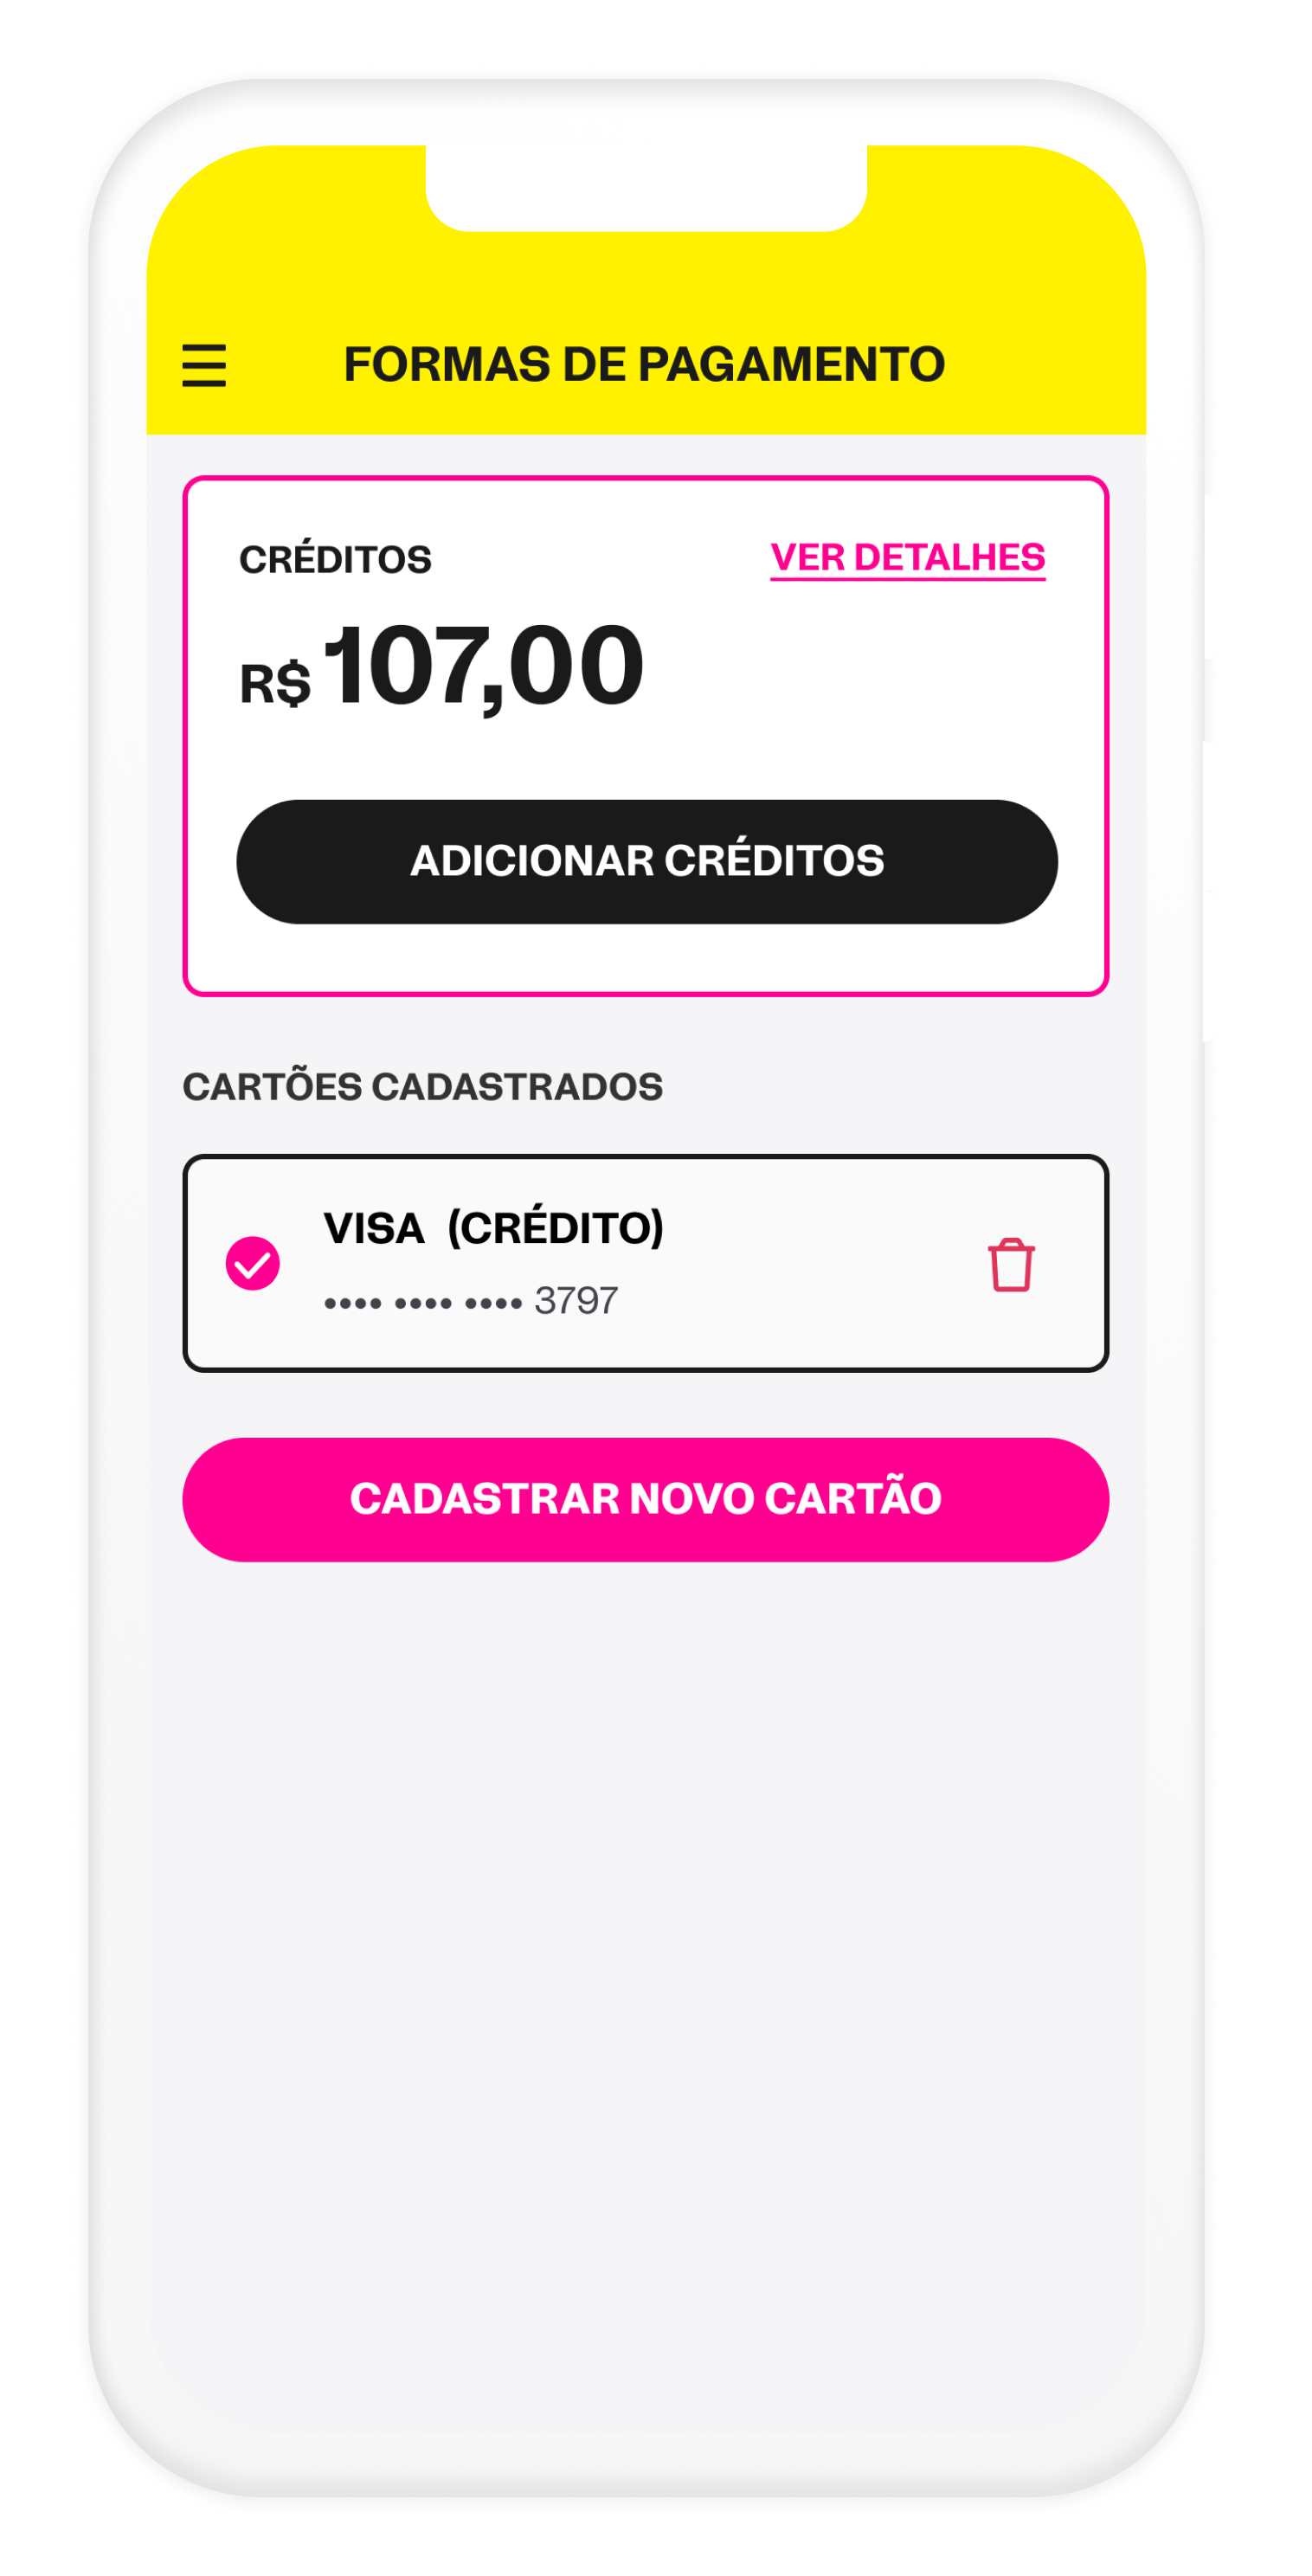 FORMAS DE PAGAMENTO
CRÉDITOS
VER DETALHES
R$ 107,00
ADICIONAR CRÉDITOS
CARTÕES CADASTRADOS
VISA (CRÉDITO)
•••• •••• •••• 3797
CADASTRAR NOVO CARTÃO